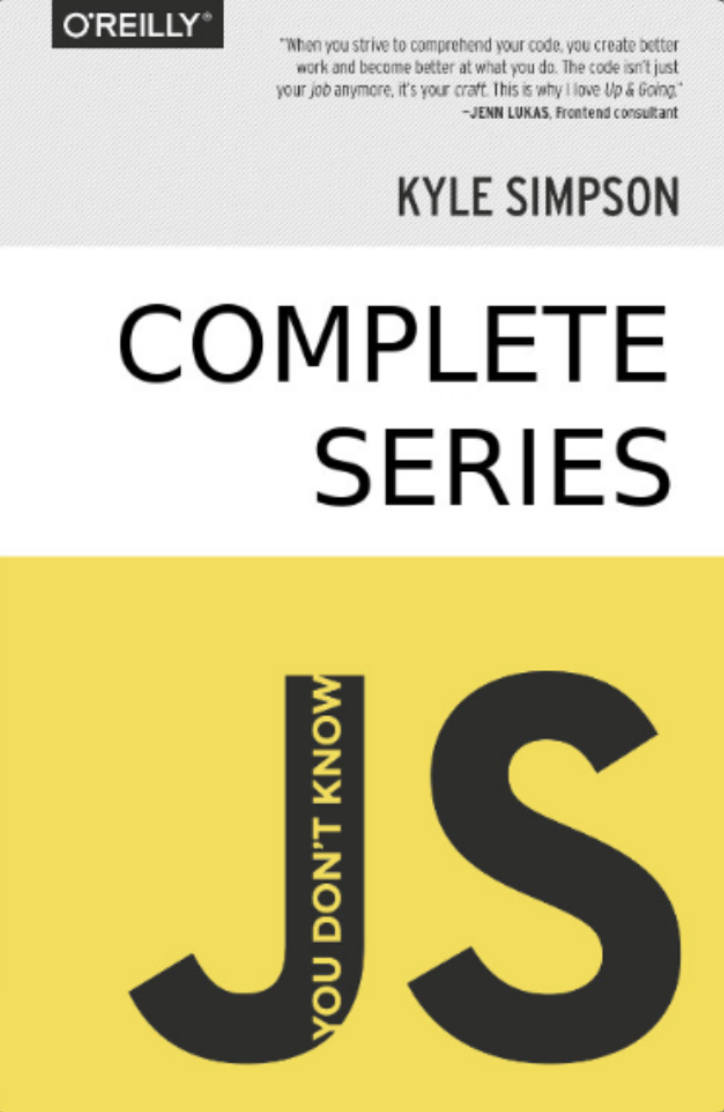 O'REILLY®
"When you strive to comprehend your code, you create better
work and become better at what you do. The code isn't just
your job anymore, it's your craft. This is why I love Up & Going."
–JENN LUKAS, Frontend consultant
KYLE SIMPSON
COMPLETE
SERIES
YOU DON'T KNOW
JS